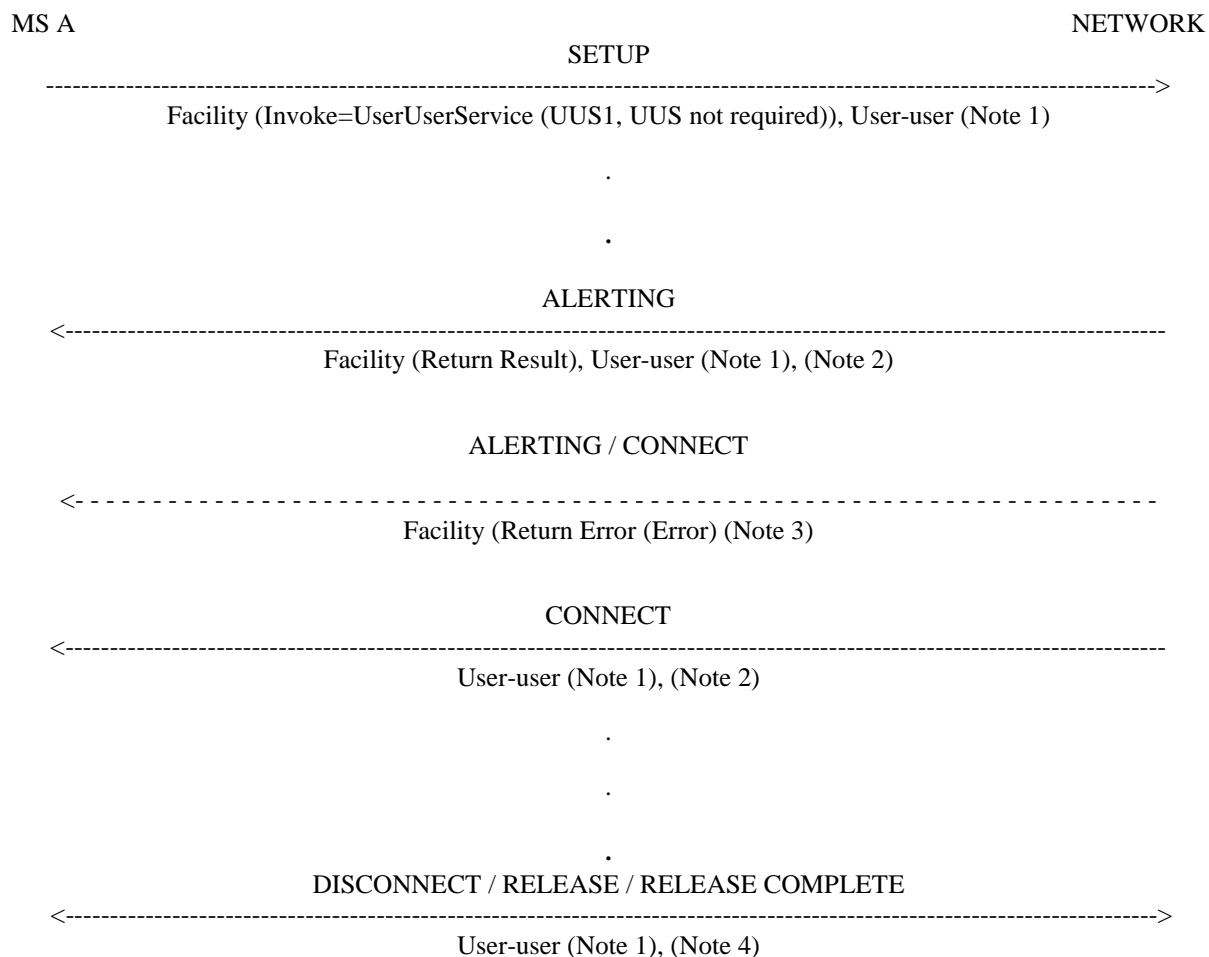 MS A NETWORK
SETUP
------------------------------------------------------------------------------------------------------------------------------>
Facility (Invoke=UserUserService (UUS1, UUS not required)), User-user (Note 1)
.
.
ALERTING
<-----------------------------------------------------------------------------------------------------------------------------
Facility (Return Result), User-user (Note 1), (Note 2)
ALERTING / CONNECT
<- - - - - - - - - - - - - - - - - - - - - - - - - - - - - - - - - - - - - - - - - - - - - - - - - - - - - - - - - - - - - - - - - - - - - -
Facility (Return Error (Error) (Note 3)
CONNECT
<-----------------------------------------------------------------------------------------------------------------------------
User-user (Note 1), (Note 2)
.
.
.
DISCONNECT / RELEASE / RELEASE COMPLETE
<---------------------------------------------------------------------------------------------------------------------------->
User-user (Note 1), (Note 4)